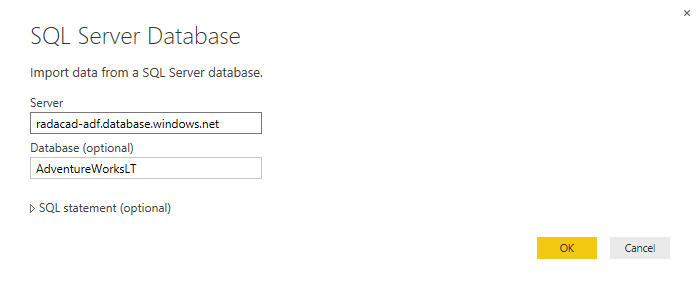 ×
SQL Server Database
Import data from a SQL Server database.
Server
radacad-adf.database.windows.net
Database (optional)
AdventureWorksLT
SQL statement (optional)
OK Cancel